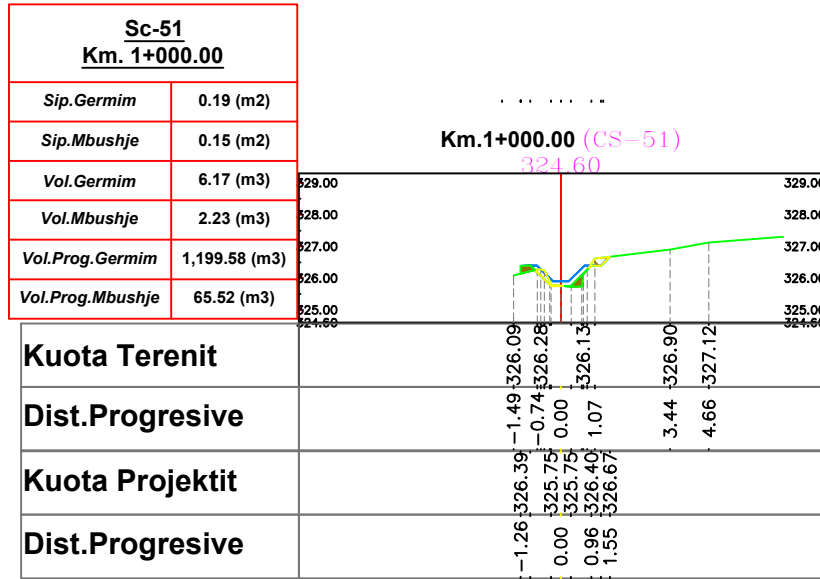 Sc-51
Km. 1+000.00
Sip.Germim 0.19 (m2)
Sip.Mbushje 0.15 (m2)
Vol.Germim 6.17 (m3)
Vol.Mbushje 2.23 (m3)
Vol.Prog.Germim 1,199.58 (m3)
Vol.Prog.Mbushje 65.52 (m3)
Km.1+000.00 (CS-51)
324.60
329.00 329.00
328.00 328.00
327.00 327.00
326.00 326.00
325.00 325.00
324.60 324.60
Kuota Terenit 326.09 326.28 326.13 326.90 327.12
Dist.Progresive -1.49 -0.74 0.00 1.07 3.44 4.66
Kuota Projektit 326.39 325.75 325.75 326.40 326.67
Dist.Progresive -1.26 0.00 0.96 1.55